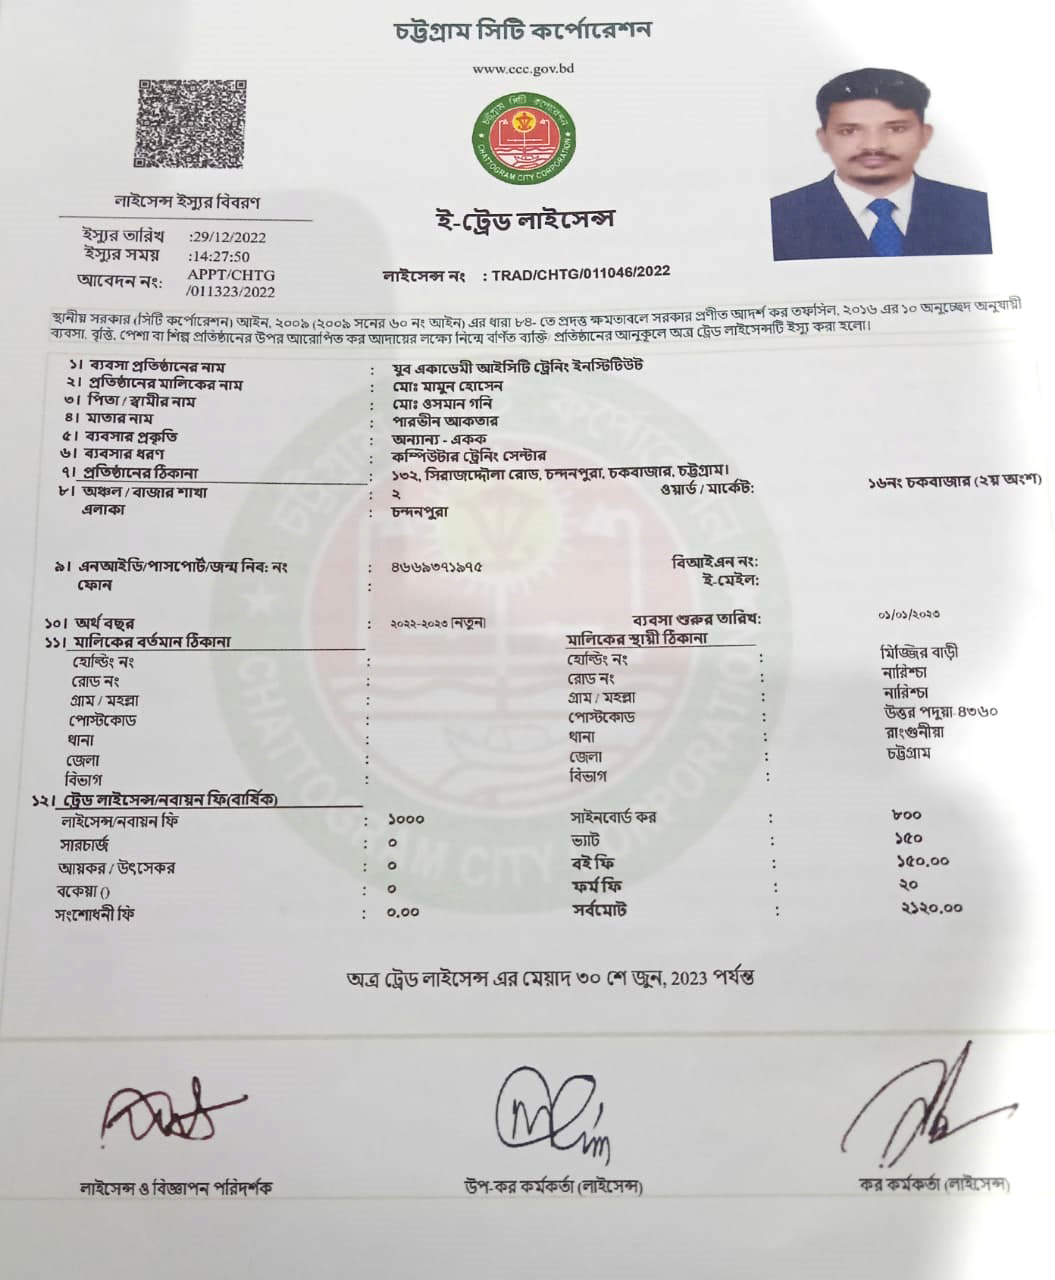 চট্টগ্রাম সিটি কর্পোরেশন
www.ccc.gov.bd
চট্টগ্রাম সিটি কর্পোরেশন
CHATTOGRAM CITY CORPORATION
লাইসেন্স ইস্যুর বিবরণ
ই-ট্রেড লাইসেন্স
ইস্যুর তারিখ :29/12/2022
ইস্যুর সময় :14:27:50
আবেদন নং: APPT/CHTG
/011323/2022
লাইসেন্স নং : TRAD/CHTG/011046/2022
স্থানীয় সরকার (সিটি কর্পোরেশন) আইন, ২০০৯ (২০০৯ সনের ৬০ নং আইন) এর ধারা ৮৪- তে প্রদত্ত ক্ষমতাবলে সরকার প্রণীত আদর্শ কর তফসিল, ২০১৬ এর ১০ অনুচ্ছেদ অনুযায়ী
ব্যবসা, বৃত্তি, পেশা বা শিল্প প্রতিষ্ঠানের উপর আরোপিত কর আদায়ের লক্ষ্যে নিম্নে বর্ণিত ব্যক্তি/ প্রতিষ্ঠানের অনুকূলে অত্র ট্রেড লাইসেন্সটি ইস্যু করা হলো।
১। ব্যবসা প্রতিষ্ঠানের নাম : যুব একাডেমী আইসিটি ট্রেনিং ইনস্টিটিউট
২। প্রতিষ্ঠানের মালিকের নাম : মোঃ মামুন হোসেন
৩। পিতা / স্বামীর নাম : মোঃ ওসমান গনি
৪। মাতার নাম : পারভীন আকতার
৫। ব্যবসার প্রকৃতি : অন্যান্য - একক
৬। ব্যবসার ধরণ : কম্পিউটার ট্রেনিং সেন্টার
৭। প্রতিষ্ঠানের ঠিকানা : ১৩২, সিরাজদ্দৌলা রোড, চন্দনপুরা, চকবাজার, চট্টগ্রাম।
৮। অঞ্চল / বাজার শাখা : ২ ওয়ার্ড / মার্কেট: ১৬নং চকবাজার (২য় অংশ)
এলাকা : চন্দনপুরা
৯। এনআইডি/পাসপোর্ট/জন্ম নিব: নং : ৪৬৬৯৩৭১৯৭৫ বিআইএন নং:
ফোন : ই-মেইল:
১০। অর্থ বছর : ২০২২-২০২৩ [নতুন] ব্যবসা শুরুর তারিখ: ০১/০১/২০২৩
১১। মালিকের বর্তমান ঠিকানা মালিকের স্থায়ী ঠিকানা
হোল্ডিং নং : হোল্ডিং নং : মিজ্জির বাড়ী
রোড নং : রোড নং : নারিশ্চা
গ্রাম / মহল্লা : গ্রাম / মহল্লা : নারিশ্চা
পোস্টকোড : পোস্টকোড : উত্তর পদুয়া-৪৩৬০
থানা : থানা : রাংগুনীয়া
জেলা : জেলা : চট্টগ্রাম
বিভাগ : বিভাগ :
১২। ট্রেড লাইসেন্স/নবায়ন ফি(বার্ষিক)
লাইসেন্স/নবায়ন ফি : ১০০০ সাইনবোর্ড কর : ৮০০
সারচার্জ : ০ ভ্যাট : ১৫০
আয়কর / উৎসেকর : ০ বই ফি : ১৫০.০০
বকেয়া () : ০ ফর্ম ফি : ২০
সংশোধনী ফি : ০.০০ সর্বমোট : ২১২০.০০
অত্র ট্রেড লাইসেন্স এর মেয়াদ ৩০ শে জুন, 2023 পর্যন্ত
লাইসেন্স ও বিজ্ঞাপন পরিদর্শক উপ-কর কর্মকর্তা (লাইসেন্স) কর কর্মকর্তা (লাইসেন্স)